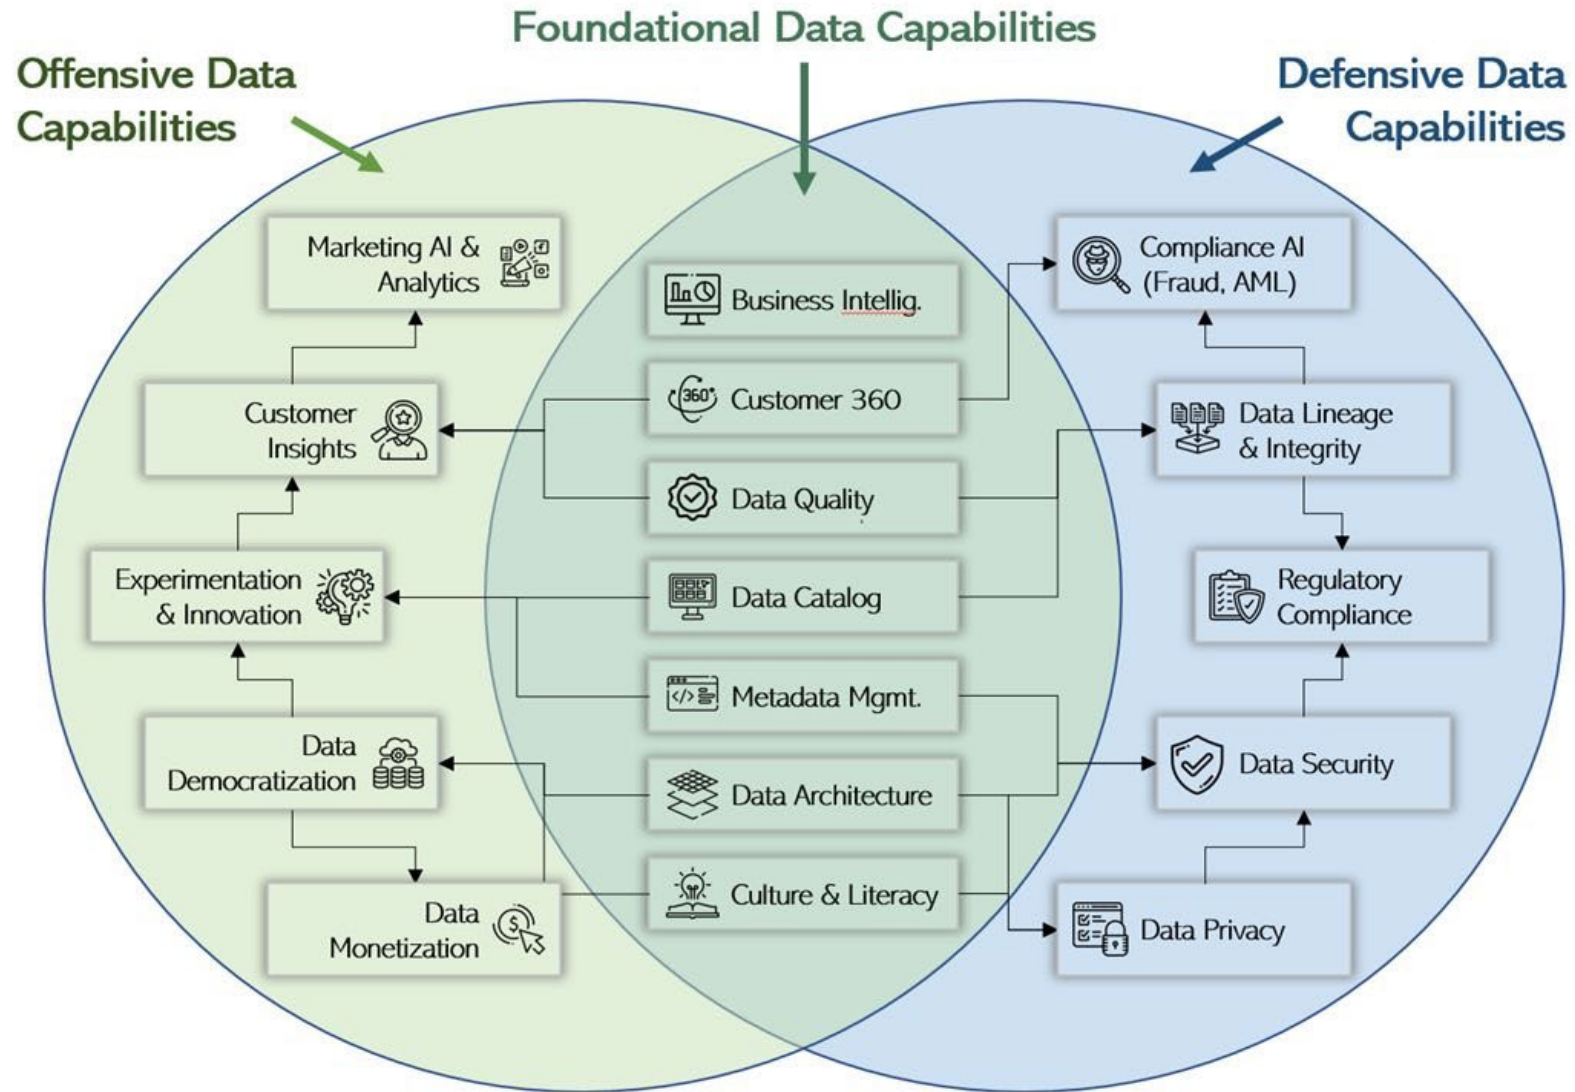 Foundational Data Capabilities
Offensive Data
Capabilities
Defensive Data
Capabilities
Marketing AI &
Analytics
Customer
Insights
Experimentation
& Innovation
Data
Democratization
Data
Monetization
Business Intellig.
360°
Customer 360
Data Quality
Data Catalog
</>
Metadata Mgmt.
Data Architecture
Culture & Literacy
Compliance AI
(Fraud, AML)
Data Lineage
& Integrity
Regulatory
Compliance
Data Security
Data Privacy
$